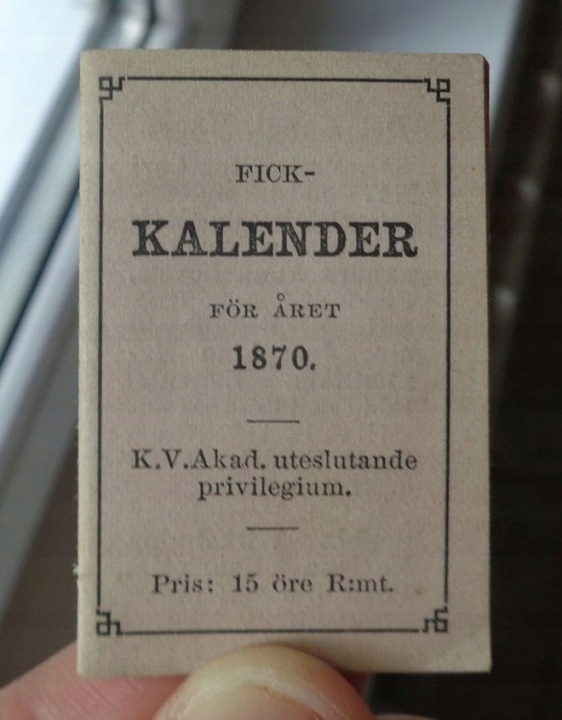 FICK-
KALENDER
FÖR ÅRET
1870.
K.V.Akad. uteslutande
privilegium.
Pris: 15 öre R:mt.